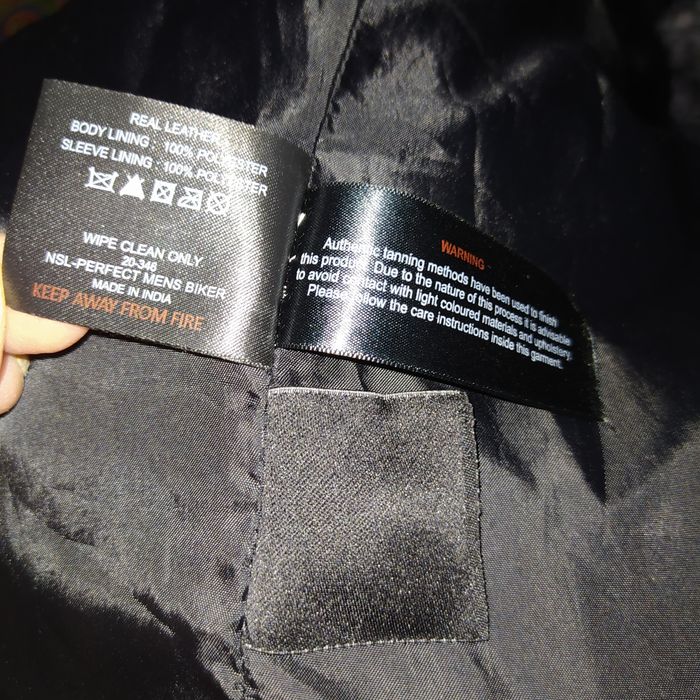 REAL LEATHER
BODY LINING : 100% POLYESTER
SLEEVE LINING : 100% POLYESTER
WIPE CLEAN ONLY
20-346
NSL-PERFECT MENS BIKER
MADE IN INDIA
KEEP AWAY FROM FIRE
WARNING
Authentic tanning methods have been used to finish
this product. Due to the nature of this process it is advisable
to avoid contact with light coloured materials and upholstery.
Please follow the care instructions inside this garment.